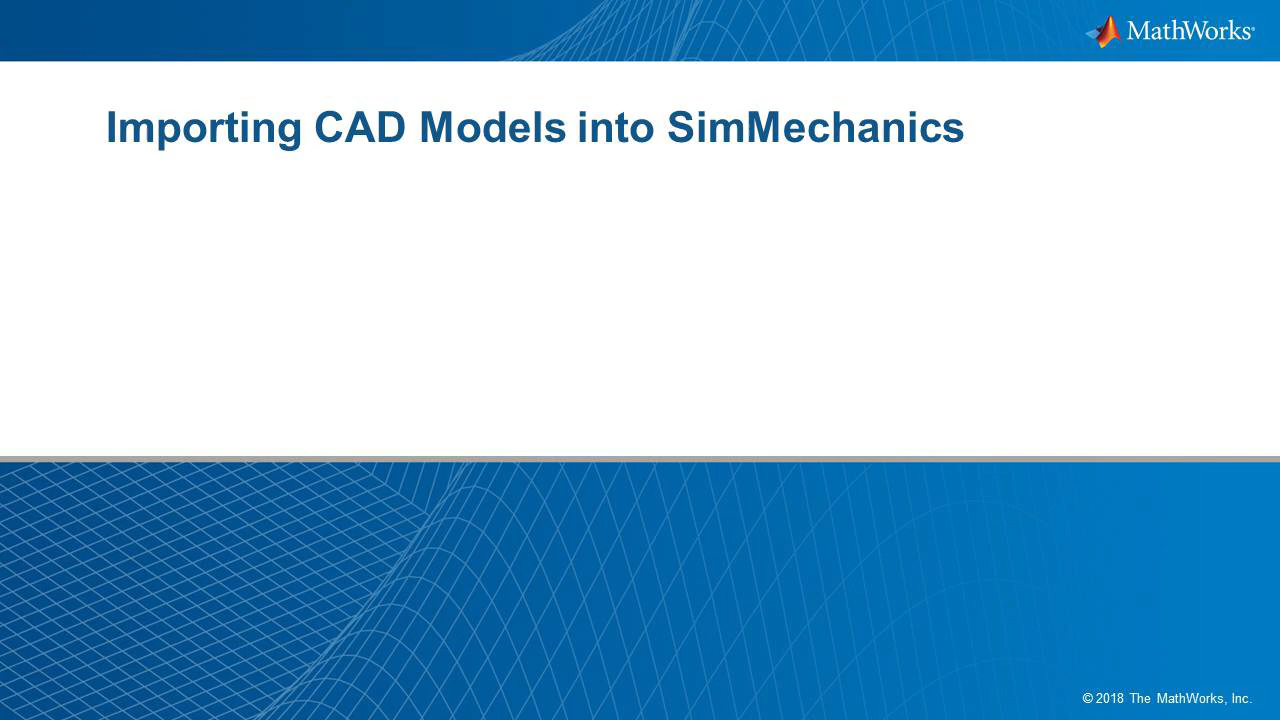 MathWorks®
Importing CAD Models into SimMechanics
© 2018 The MathWorks, Inc.